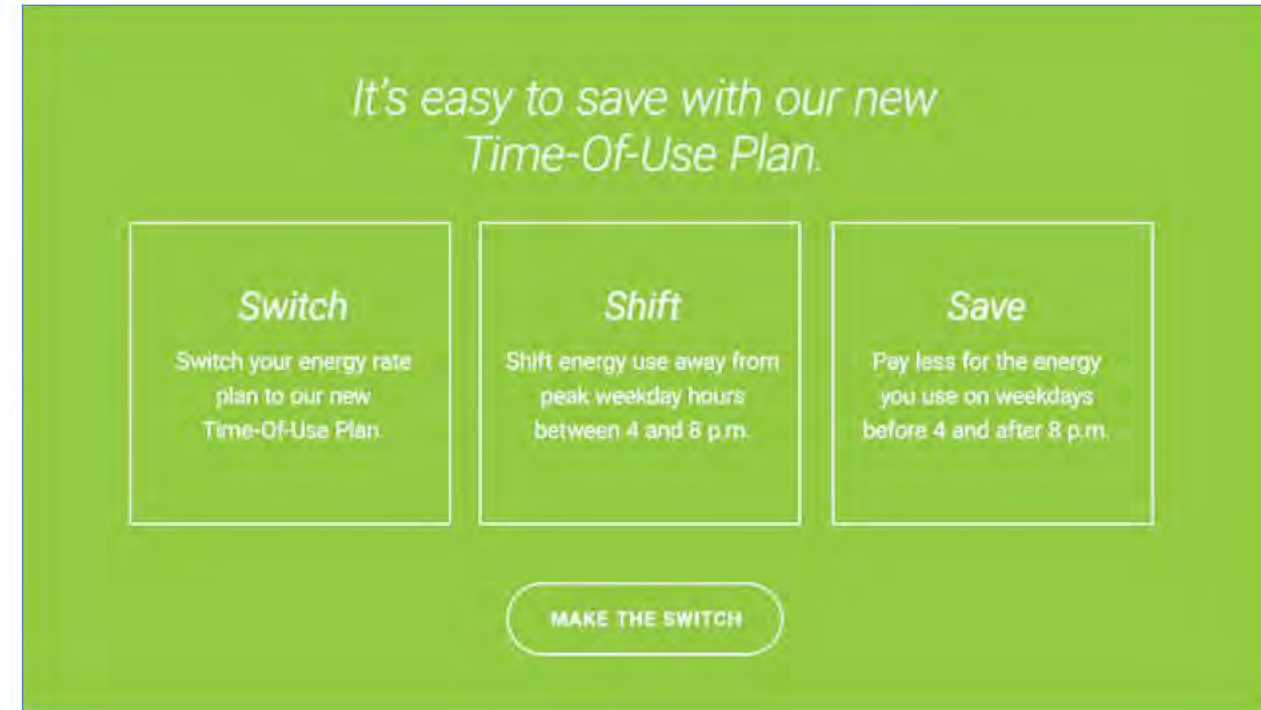 It's easy to save with our new
Time-Of-Use Plan.
Switch
Switch your energy rate
plan to our new
Time-Of-Use Plan
Shift
Shift energy use away from
peak weekday hours
between 4 and 8 p.m.
Save
Pay less for the energy
you use on weekdays
before 4 and after 8 p.m.
MAKE THE SWITCH